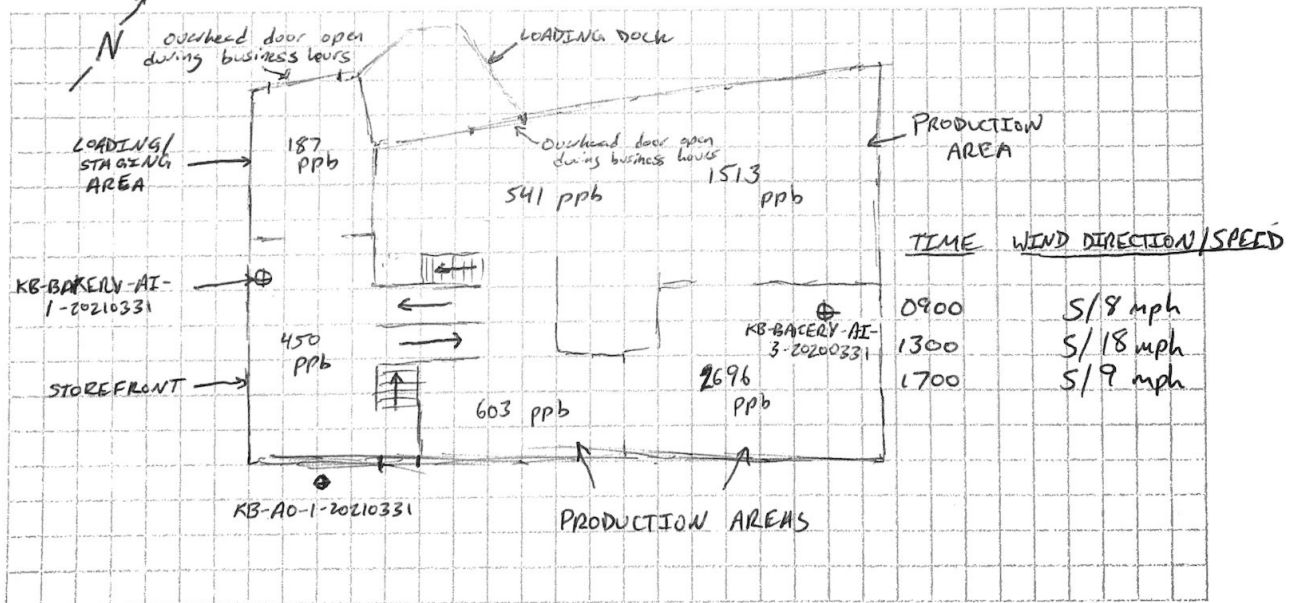 N
Overhead door open
during business hours
LOADING DOCK
LOADING/
STAGING
AREA
187
ppb
Overhead door open
during business hours
PRODUCTION
AREA
541 ppb
1513
ppb
TIME WIND DIRECTION/SPEED
0900 S/8 mph
1300 S/18 mph
1700 S/9 mph
KB-BAKERY-AI-
1-20210331
KB-BAKERY-AI-
3-20200331
450
ppb
STOREFRONT
603 ppb
2696
ppb
KB-AO-1-20210331
PRODUCTION AREAS